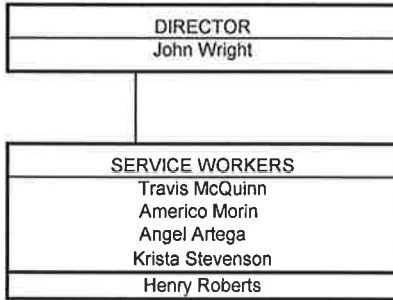 DIRECTOR
John Wright
SERVICE WORKERS
Travis McQuinn
Americo Morin
Angel Artega
Krista Stevenson
Henry Roberts